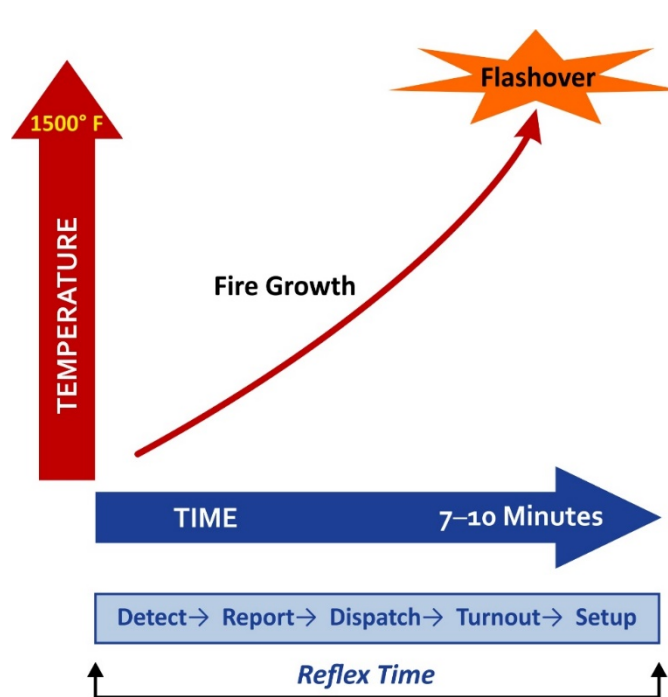 Flashover
1500° F
TEMPERATURE
Fire Growth
TIME 7–10 Minutes
Detect→ Report→ Dispatch→ Turnout→ Setup
Reflex Time